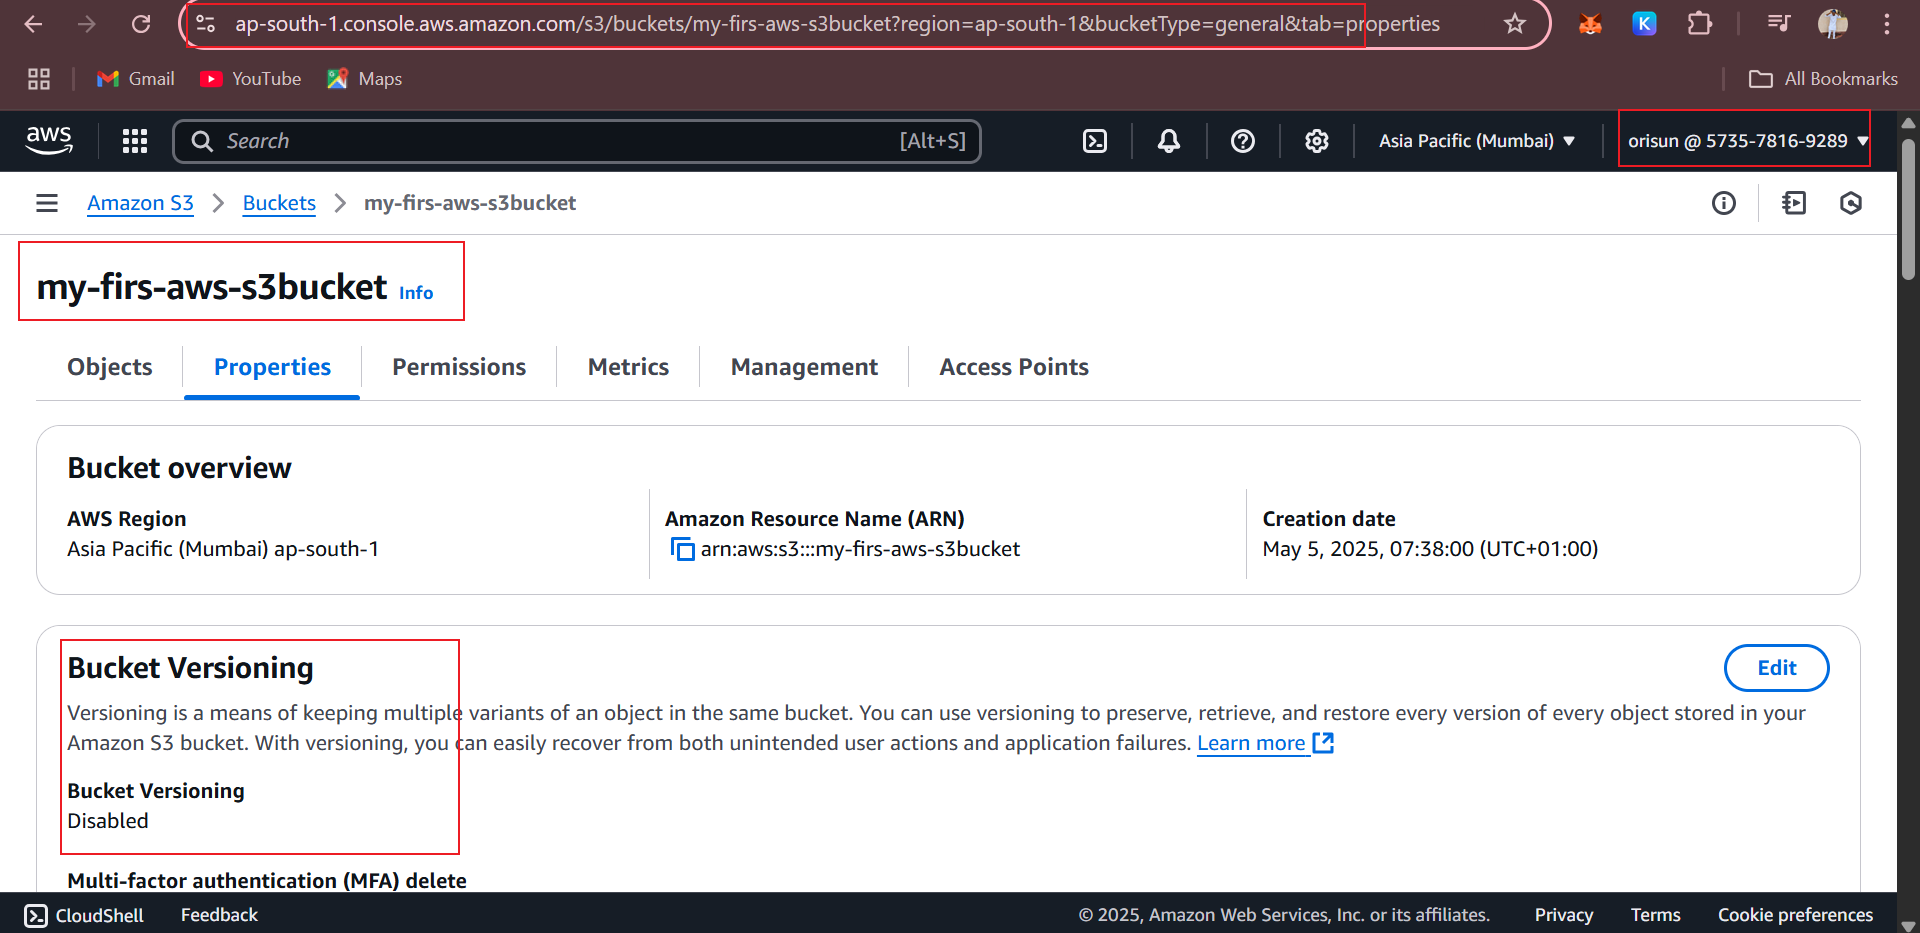 ap-south-1.console.aws.amazon.com/s3/buckets/my-firs-aws-s3bucket?region=ap-south-1&bucketType=general&tab=properties
K
Gmail YouTube Maps All Bookmarks
aws Search [Alt+S] Asia Pacific (Mumbai) orisun @ 5735-7816-9289
Amazon S3 > Buckets > my-firs-aws-s3bucket
my-firs-aws-s3bucket Info
Objects Properties Permissions Metrics Management Access Points
Bucket overview
AWS Region
Asia Pacific (Mumbai) ap-south-1
Amazon Resource Name (ARN)
arn:aws:s3:::my-firs-aws-s3bucket
Creation date
May 5, 2025, 07:38:00 (UTC+01:00)
Bucket Versioning
Edit
Versioning is a means of keeping multiple variants of an object in the same bucket. You can use versioning to preserve, retrieve, and restore every version of every object stored in your
Amazon S3 bucket. With versioning, you can easily recover from both unintended user actions and application failures. Learn more
Bucket Versioning
Disabled
Multi-factor authentication (MFA) delete
CloudShell Feedback © 2025, Amazon Web Services, Inc. or its affiliates. Privacy Terms Cookie preferences